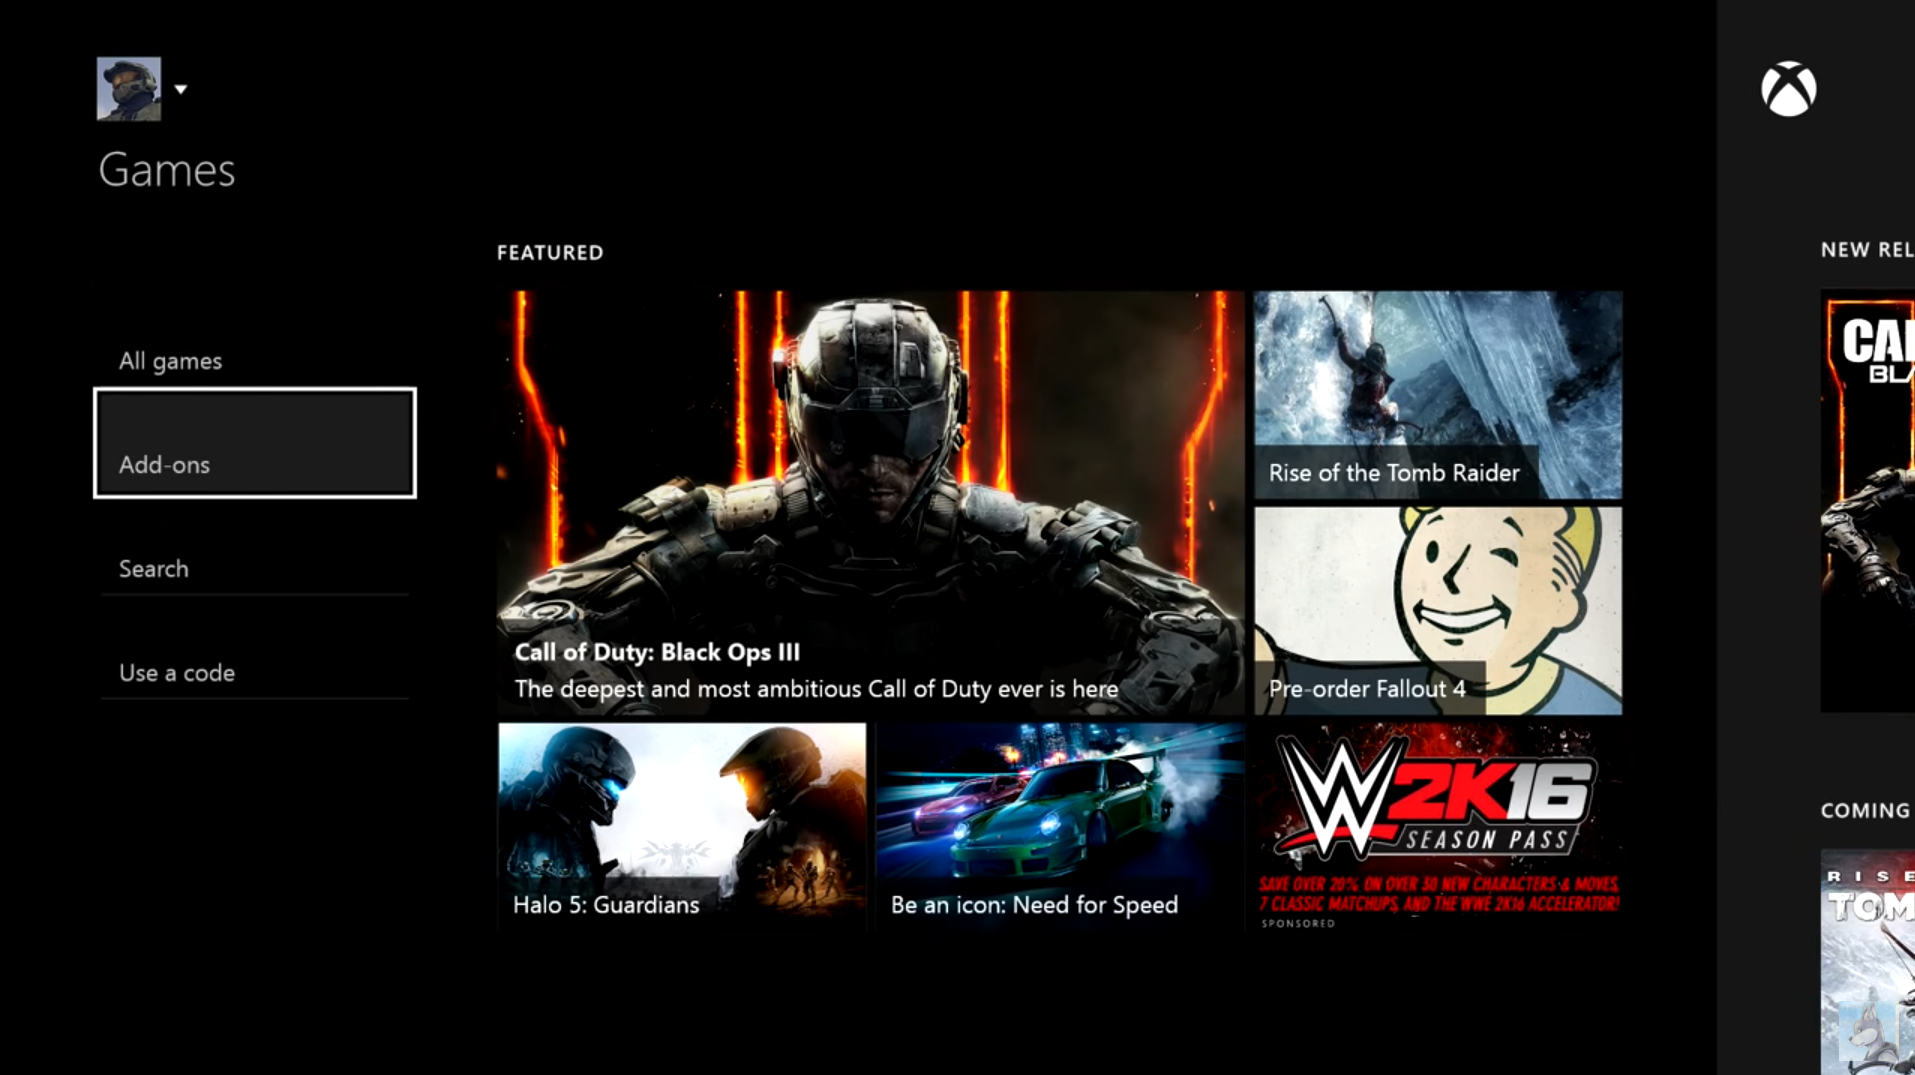 Games
All games
Add-ons
Search
Use a code
FEATURED
Call of Duty: Black Ops III
The deepest and most ambitious Call of Duty ever is here
Rise of the Tomb Raider
Pre-order Fallout 4
Halo 5: Guardians
Be an icon: Need for Speed
W 2K16
SEASON PASS
SAVE OVER 20% ON OVER 30 NEW CHARACTERS & MOVES,
7 CLASSIC MATCHUPS, AND THE WWE 2K16 ACCELERATOR!
SPONSORED
NEW REL
CAL
BLA
COMING
RISE
TOM